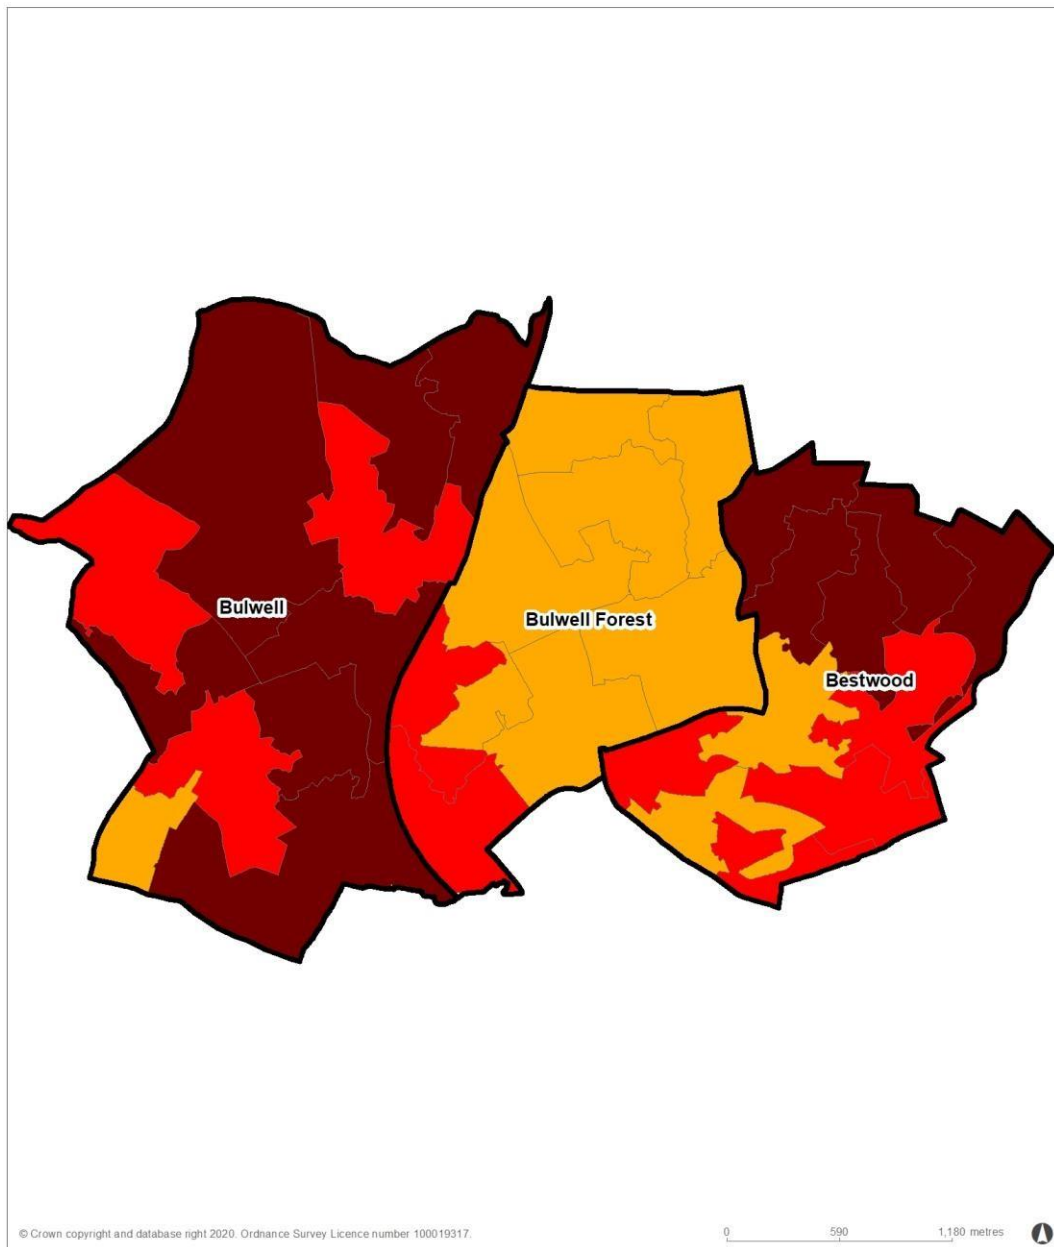 Bulwell
Bulwell Forest
Bestwood
© Crown copyright and database right 2020. Ordnance Survey Licence number 100019317.
0 590 1,180 metres